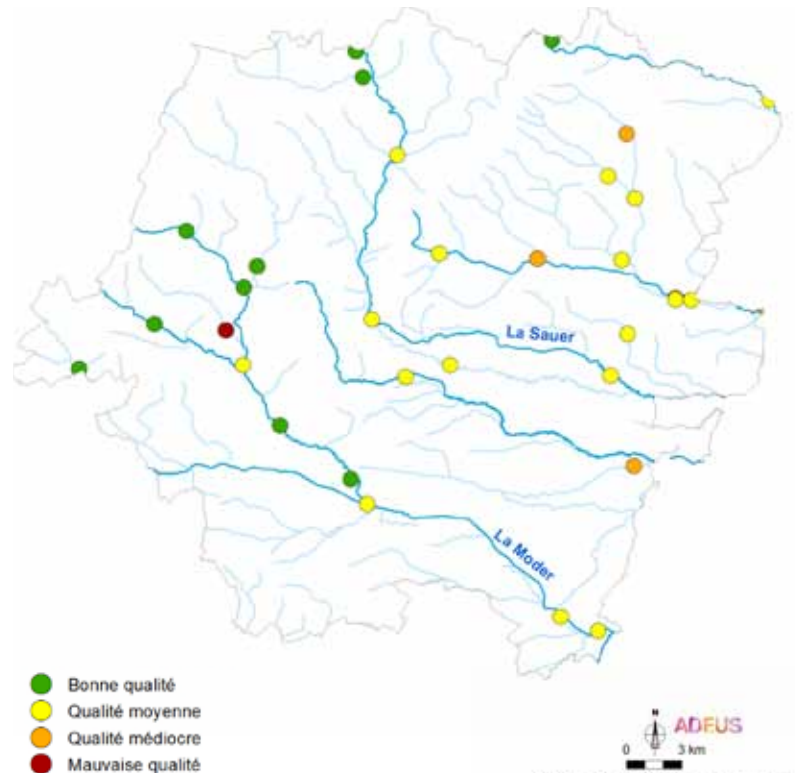 La Sauer
La Moder
Bonne qualité
Qualité moyenne
Qualité médiocre
Mauvaise qualité
N
ADEUS
0 3 km